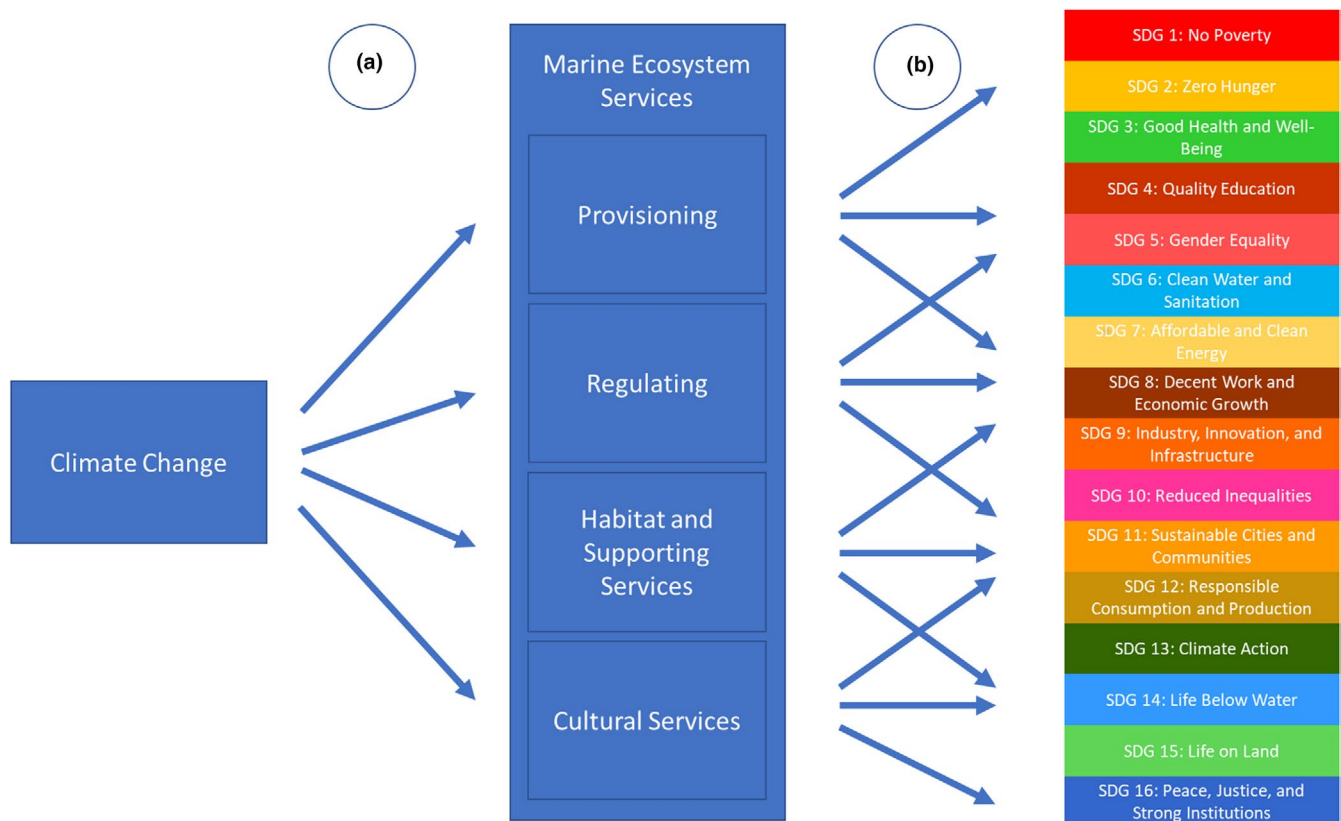 (a)
Marine Ecosystem
Services
(b)
Climate Change
Provisioning
Regulating
Habitat and
Supporting
Services
Cultural Services
SDG 1: No Poverty
SDG 2: Zero Hunger
SDG 3: Good Health and Well-
Being
SDG 4: Quality Education
SDG 5: Gender Equality
SDG 6: Clean Water and
Sanitation
SDG 7: Affordable and Clean
Energy
SDG 8: Decent Work and
Economic Growth
SDG 9: Industry, Innovation, and
Infrastructure
SDG 10: Reduced Inequalities
SDG 11: Sustainable Cities and
Communities
SDG 12: Responsible
Consumption and Production
SDG 13: Climate Action
SDG 14: Life Below Water
SDG 15: Life on Land
SDG 16: Peace, Justice, and
Strong Institutions